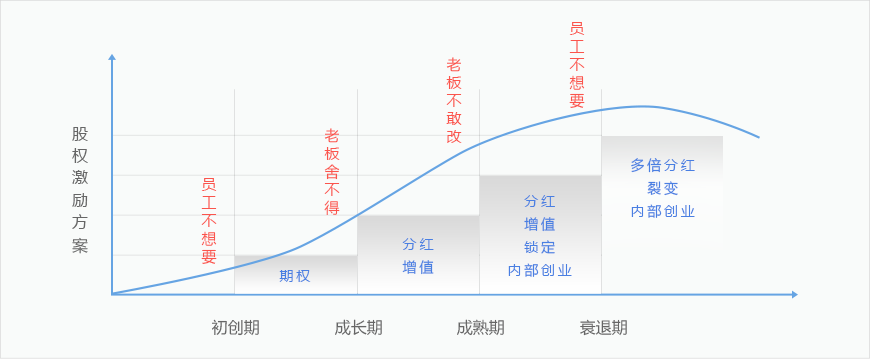 股权激励方案
员工不想要
老板舍不得
老板不敢改
员工不想要
期权
分红
增值
分红
增值
锁定
内部创业
多倍分红
裂变
内部创业
初创期
成长期
成熟期
衰退期